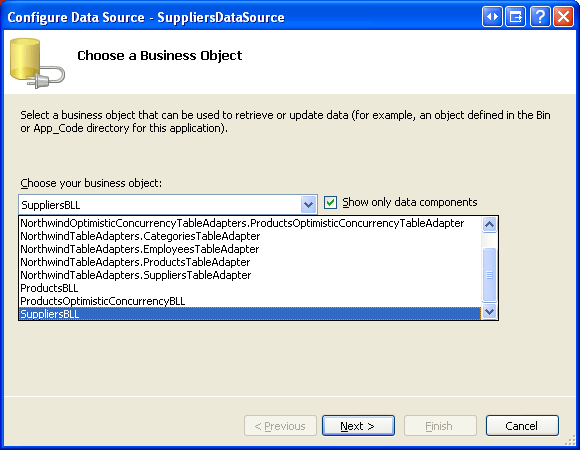 Configure Data Source - SuppliersDataSource
Choose a Business Object
Select a business object that can be used to retrieve or update data (for example, an object defined in the Bin
or App_Code directory for this application).
Choose your business object:
SuppliersBLL
Show only data components
NorthwindOptimisticConcurrencyTableAdapters.ProductsOptimisticConcurrencyTableAdapter
NorthwindTableAdapters.CategoriesTableAdapter
NorthwindTableAdapters.EmployeesTableAdapter
NorthwindTableAdapters.ProductsTableAdapter
NorthwindTableAdapters.SuppliersTableAdapter
ProductsBLL
ProductsOptimisticConcurrencyBLL
SuppliersBLL
< Previous
Next >
Finish
Cancel